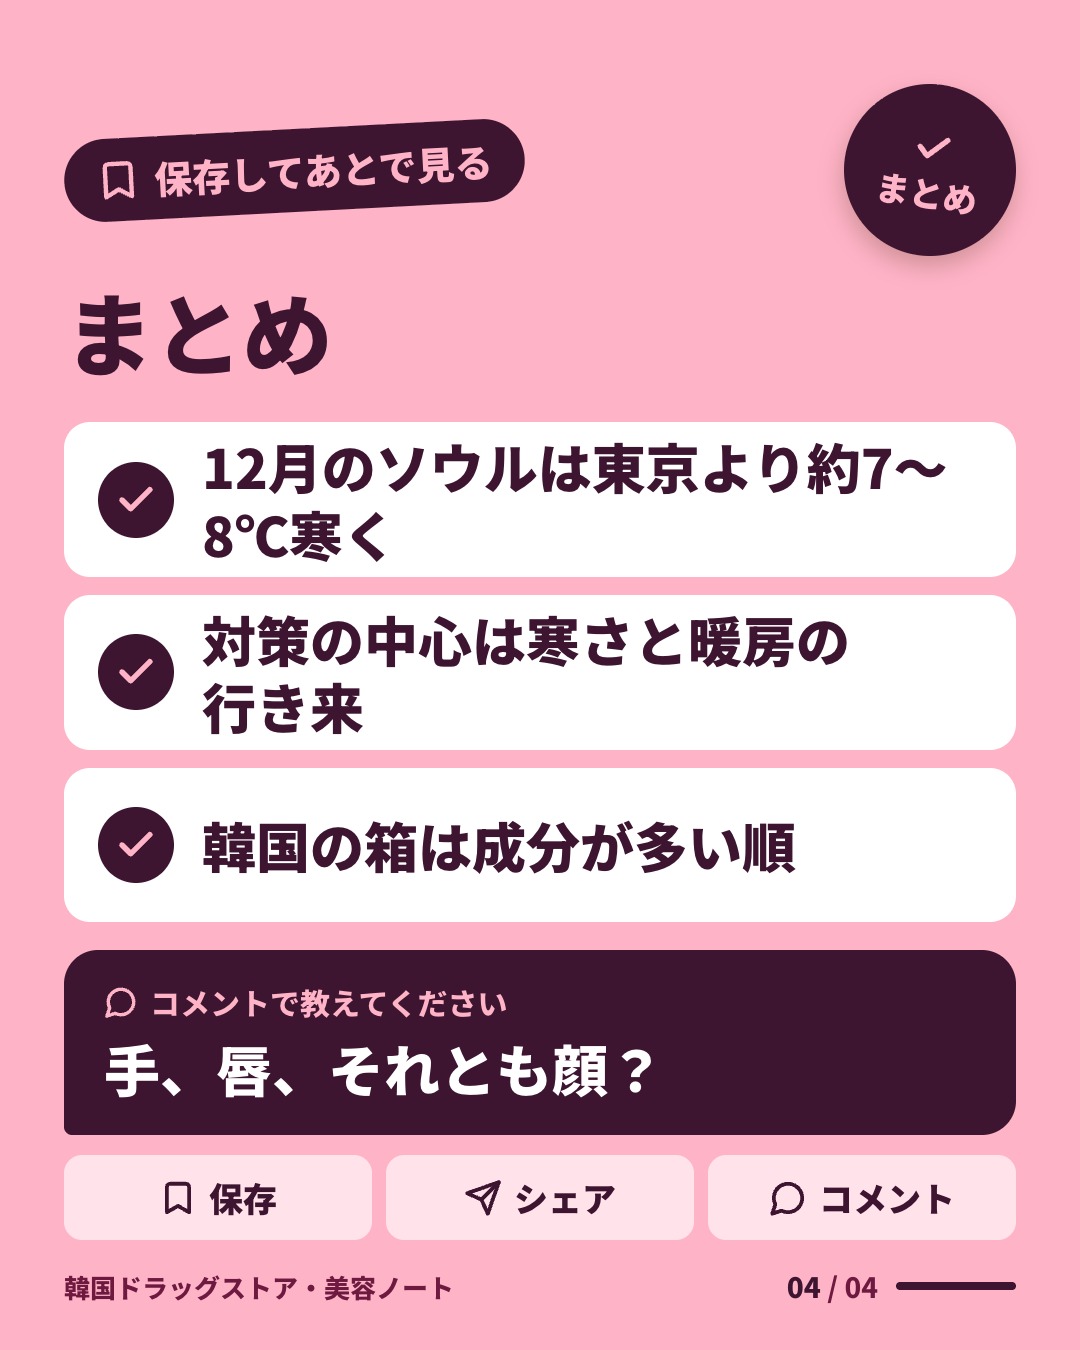 保存してあとで見る
まとめ
まとめ
12月のソウルは東京より約7〜
8℃寒く
対策の中心は寒さと暖房の
行き来
韓国の箱は成分が多い順
コメントで教えてください
手、唇、それとも顔？
保存
シェア
コメント
韓国ドラッグストア・美容ノート
04 / 04